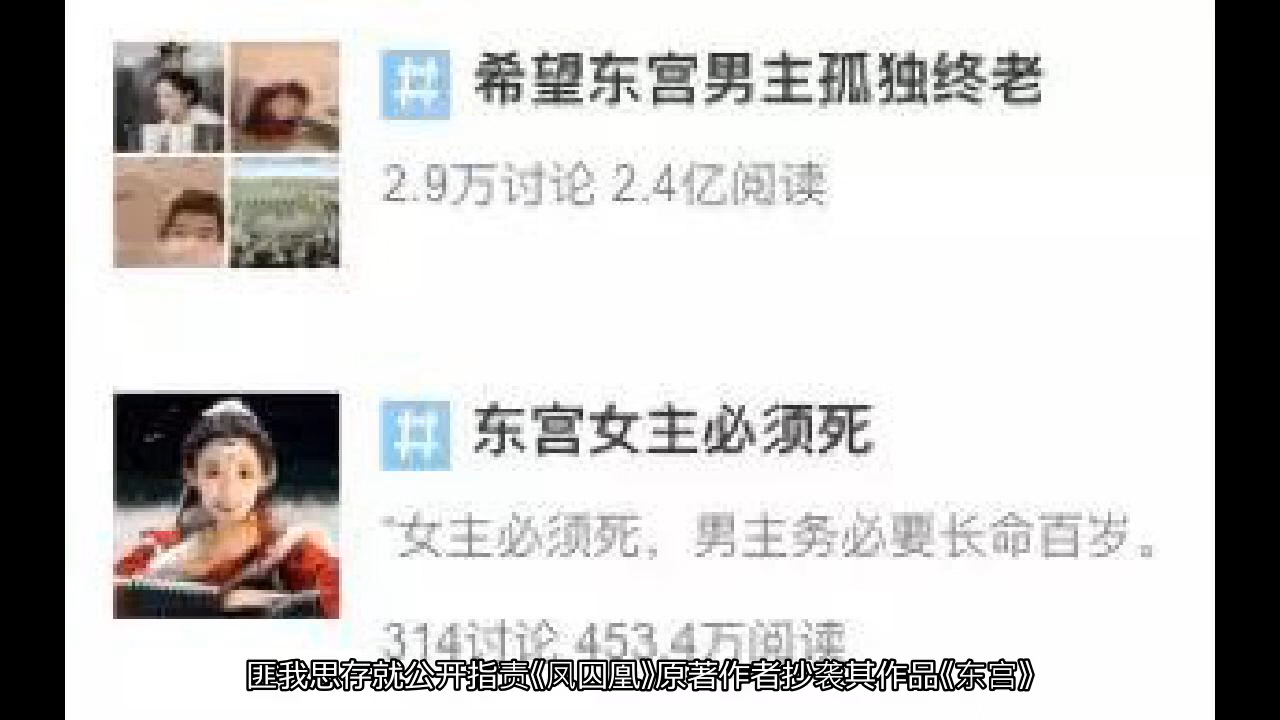 # 希望东宫男主孤独终老
2.9万讨论 2.4亿阅读
# 东宫女主必须死
“女主必须死，男主务必要长命百岁。
314讨论 453.4万阅读
匪我思存就公开指责《凤囚凰》原著作者抄袭其作品《东宫》